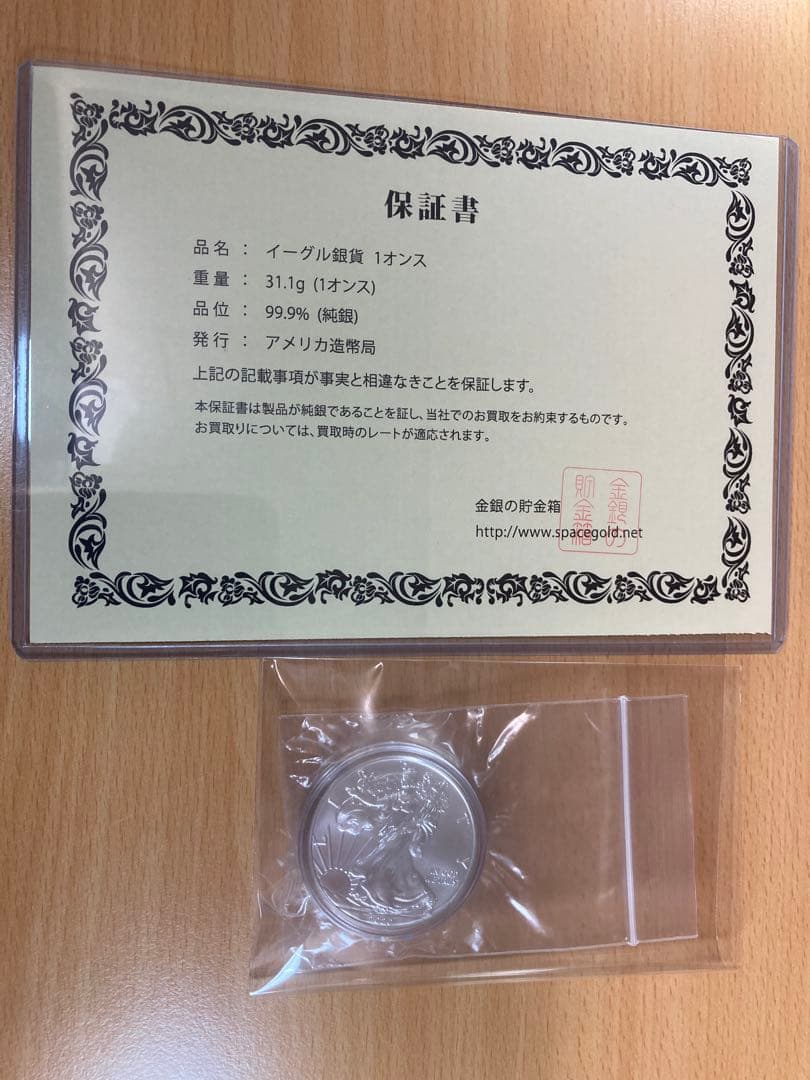 保証書
品名 ： イーグル銀貨 1オンス
重量 ： 31.1g (1オンス)
品位 ： 99.9% (純銀)
発行 ： アメリカ造幣局
上記の記載事項が事実と相違なきことを保証します。
本保証書は製品が純銀であることを証し、当社でのお買取をお約束するものです。
お買取りについては、買取時のレートが適応されます。
金銀の貯金箱
http://www.spacegold.net
金銀の
貯金箱